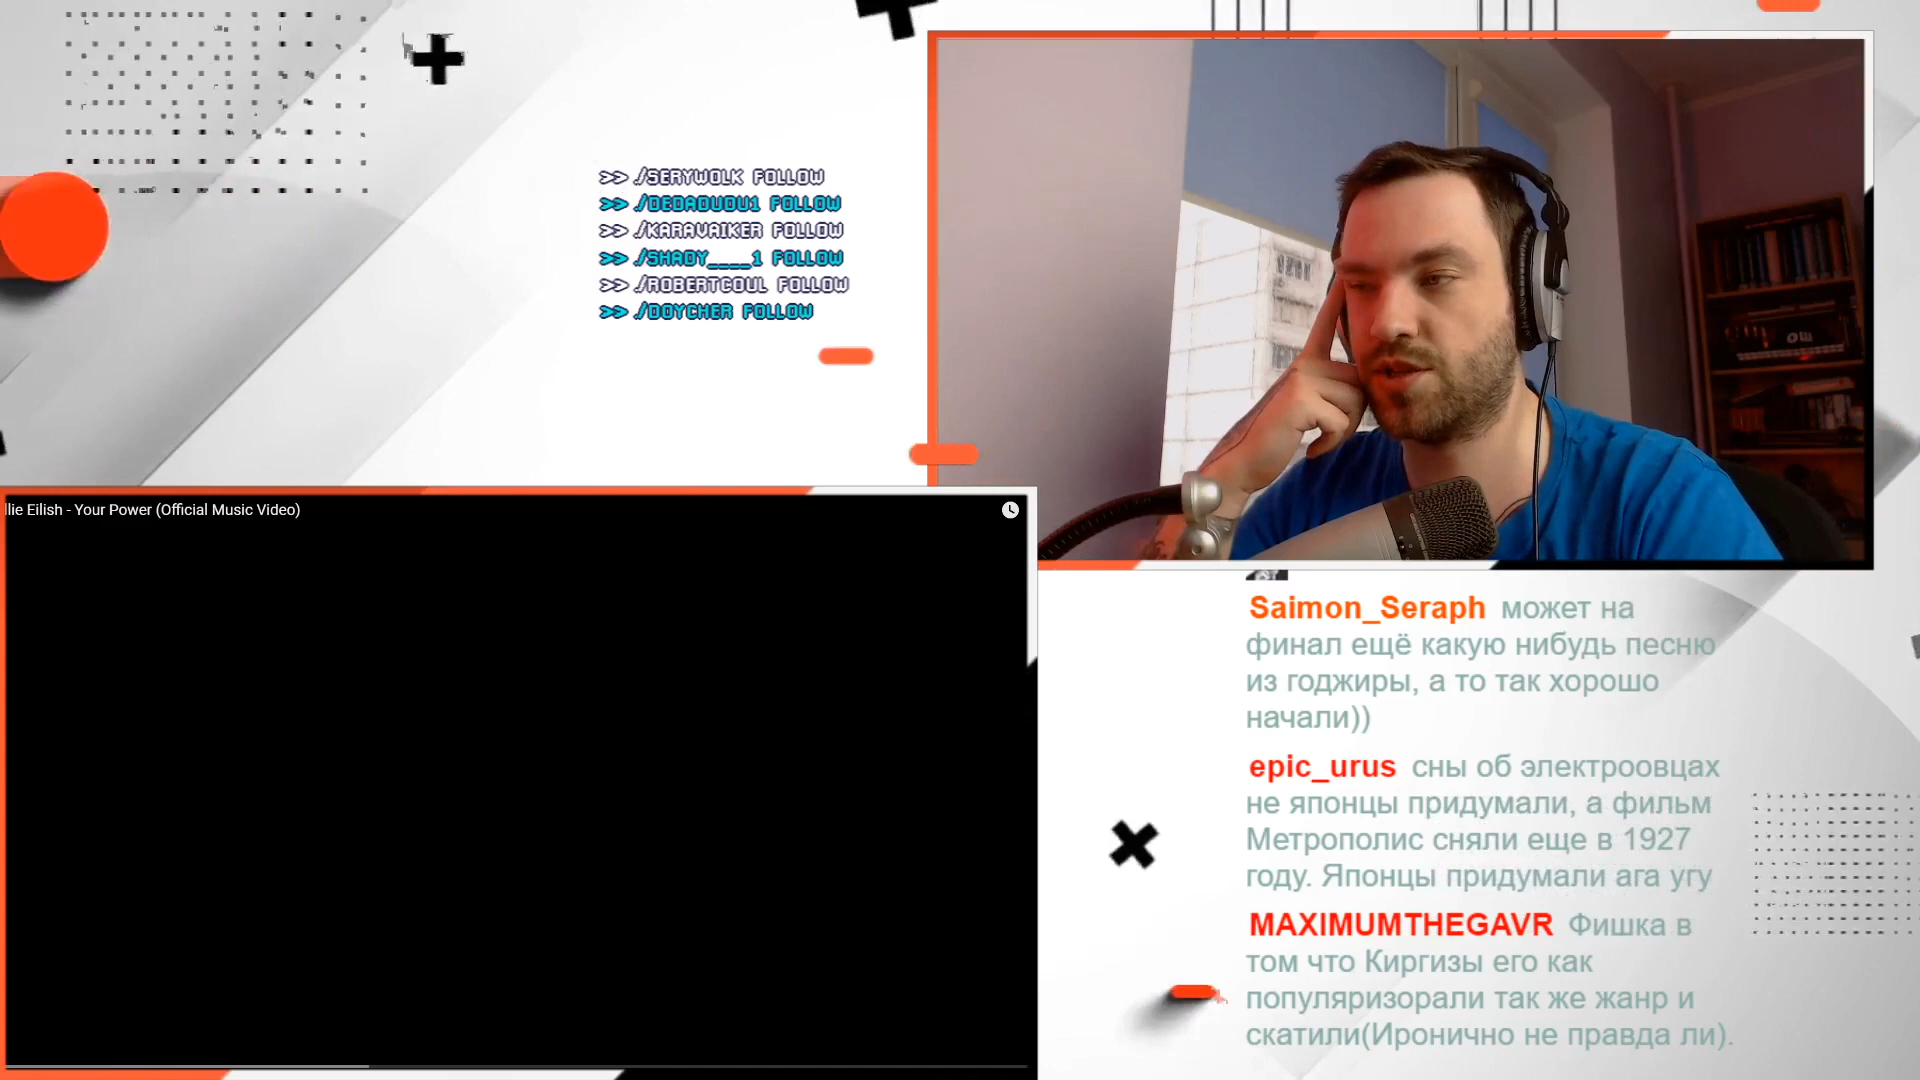 >> ./SERYWOLK FOLLOW
>> ./DEDADUDU1 FOLLOW
>> ./KARAVAIKER FOLLOW
>> ./SHADY____1 FOLLOW
>> ./ROBERTCOUL FOLLOW
>> ./DOYCHER FOLLOW
llie Eilish - Your Power (Official Music Video)
ОШ
Saimon_Seraph может на
финал ещё какую нибудь песню
из годжиры, а то так хорошо
начали))
epic_urus сны об электроовцах
не японцы придумали, а фильм
Метрополис сняли еще в 1927
году. Японцы придумали ага угу
MAXIMUMTHEGAVR Фишка в
том что Киргизы его как
популяризорали так же жанр и
скатили(Иронично не правда ли).